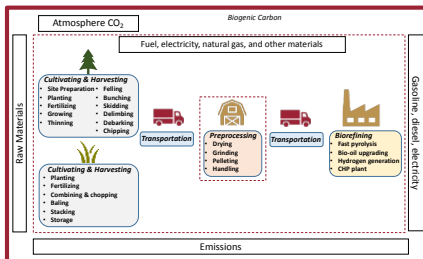 Biogenic Carbon
Atmosphere CO₂
Fuel, electricity, natural gas, and other materials
Raw Materials
Cultivating & Harvesting
• Site Preparation
• Planting
• Fertilizing
• Growing
• Thinning
• Felling
• Bunching
• Skidding
• Delimbing
• Debarking
• Chipping
Transportation
Preprocessing
• Drying
• Grinding
• Pelleting
• Handling
Transportation
Biorefining
• Fast pyrolysis
• Bio-oil upgrading
• Hydrogen generation
• CHP plant
Cultivating & Harvesting
• Planting
• Fertilizing
• Combining & chopping
• Baling
• Stacking
• Storage
Gasoline, diesel, electricity
Emissions